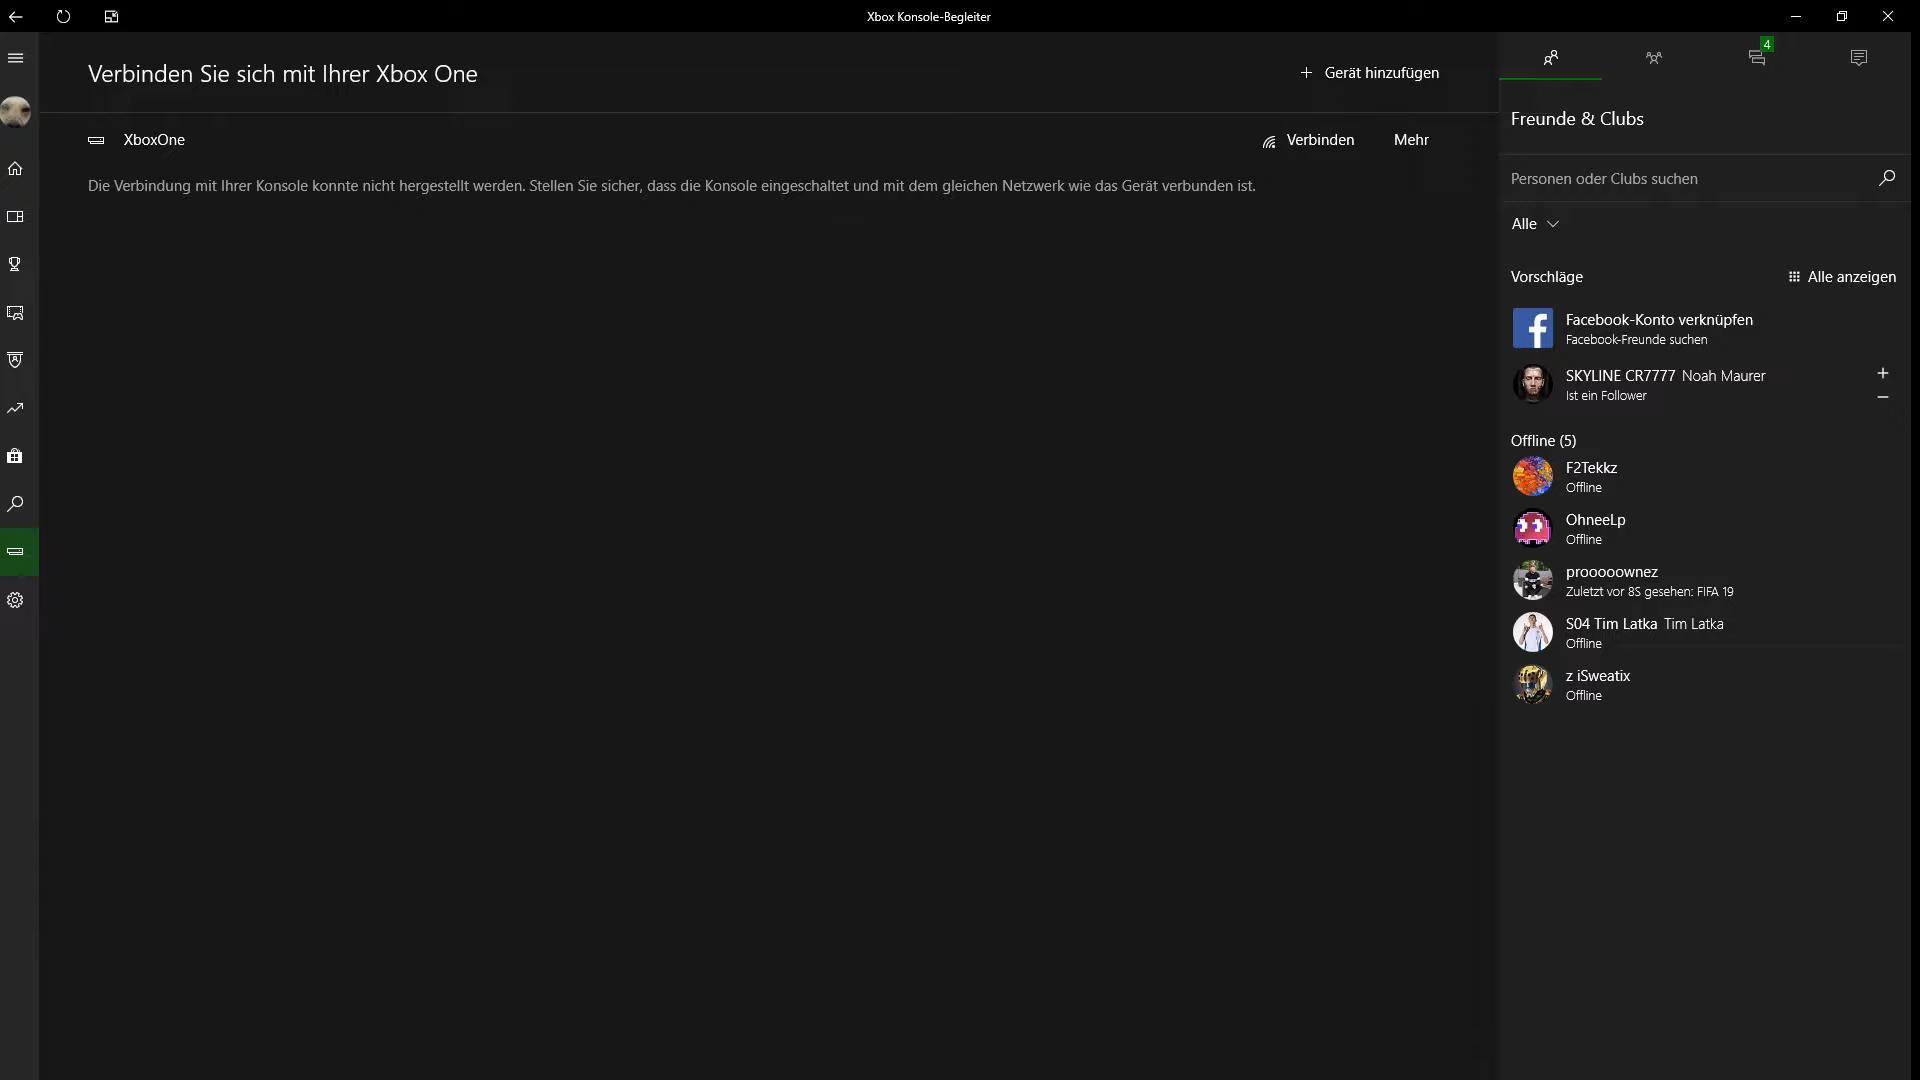 Xbox Konsole-Begleiter
Verbinden Sie sich mit Ihrer Xbox One
Gerät hinzufügen
XboxOne
Verbinden
Mehr
Die Verbindung mit Ihrer Konsole konnte nicht hergestellt werden. Stellen Sie sicher, dass die Konsole eingeschaltet und mit dem gleichen Netzwerk wie das Gerät verbunden ist.
4
Freunde & Clubs
Personen oder Clubs suchen
Alle
Vorschläge
Alle anzeigen
Facebook-Konto verknüpfen
Facebook-Freunde suchen
SKYLINE CR7777 Noah Maurer
Ist ein Follower
Offline (5)
F2Tekkz
Offline
OhneeLp
Offline
prooooownez
Zuletzt vor 8S gesehen: FIFA 19
S04 Tim Latka Tim Latka
Offline
z iSweatix
Offline